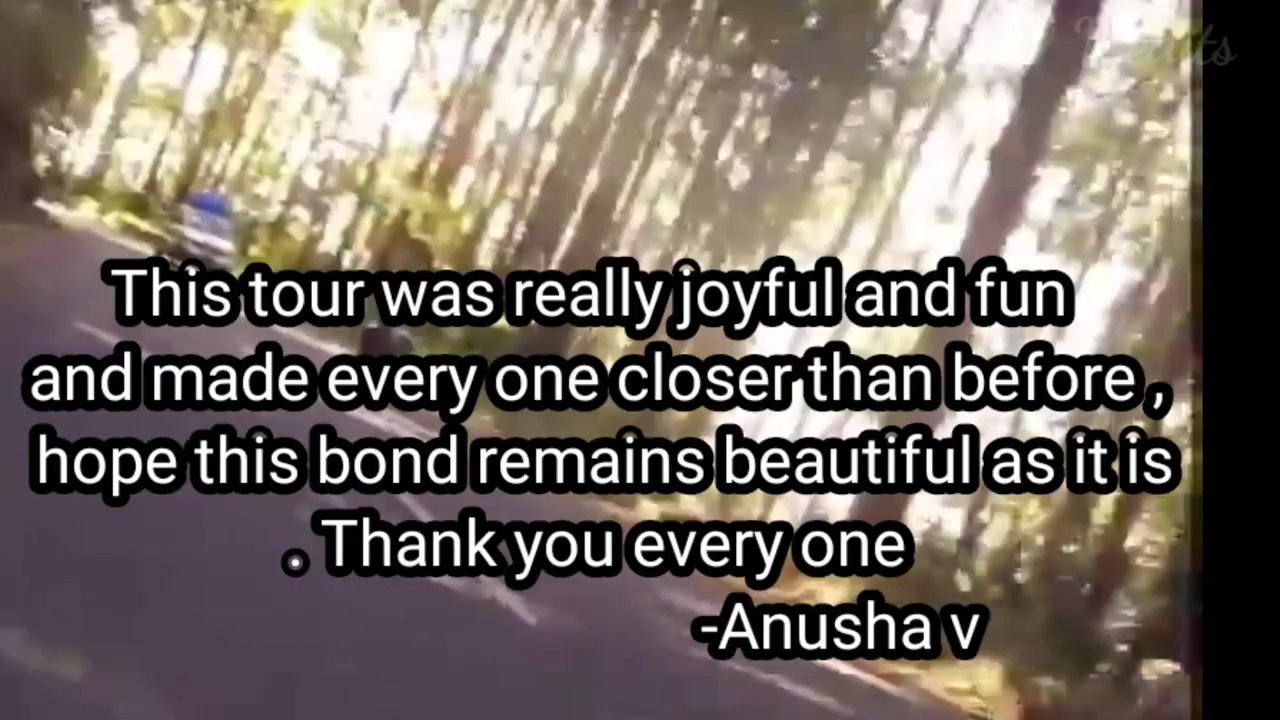 This tour was really joyful and fun
and made every one closer than before ,
hope this bond remains beautiful as it is
. Thank you every one
-Anusha v